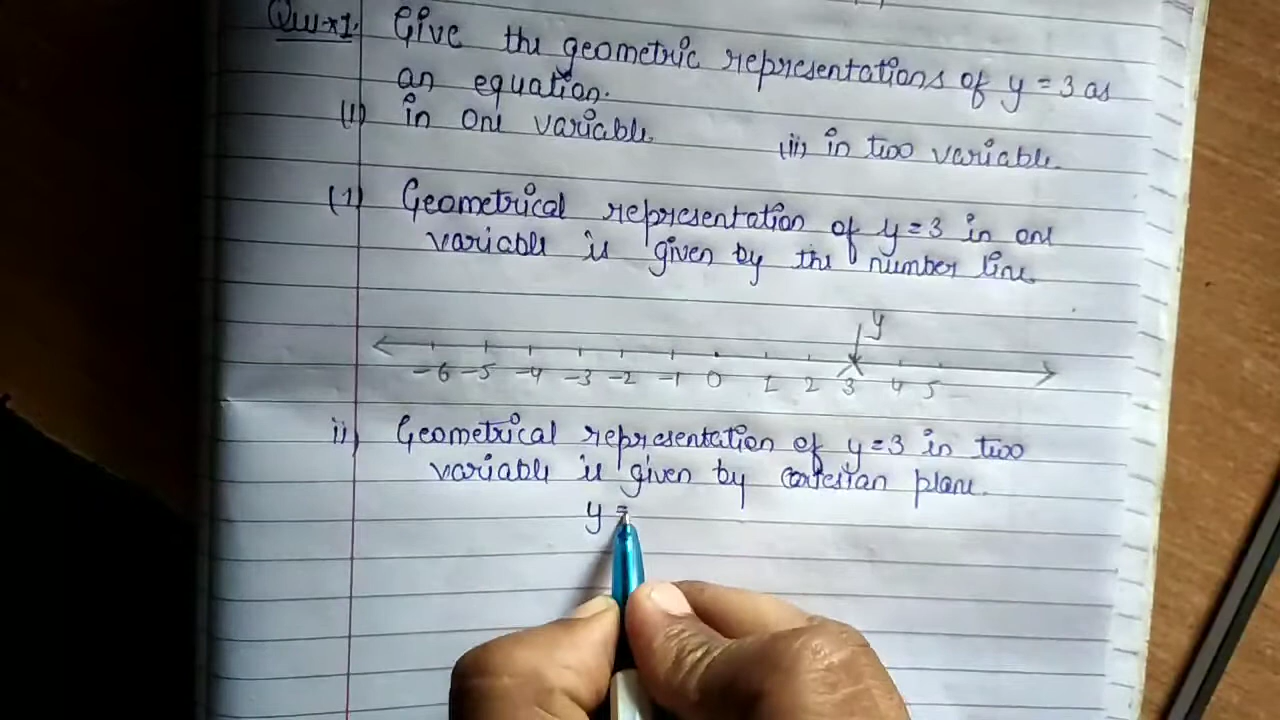 Que×1. Give the geometric representations of y = 3 as
an equation.
(i) in one variable. (ii) in two variable.
(1) Geometrical representation of y=3 in one
variable is given by the number line.
y
-6 -5 -4 -3 -2 -1 0 1 2 3 4 5
ii) Geometrical representation of y=3 in two
variable is given by cartesian plane.
y =